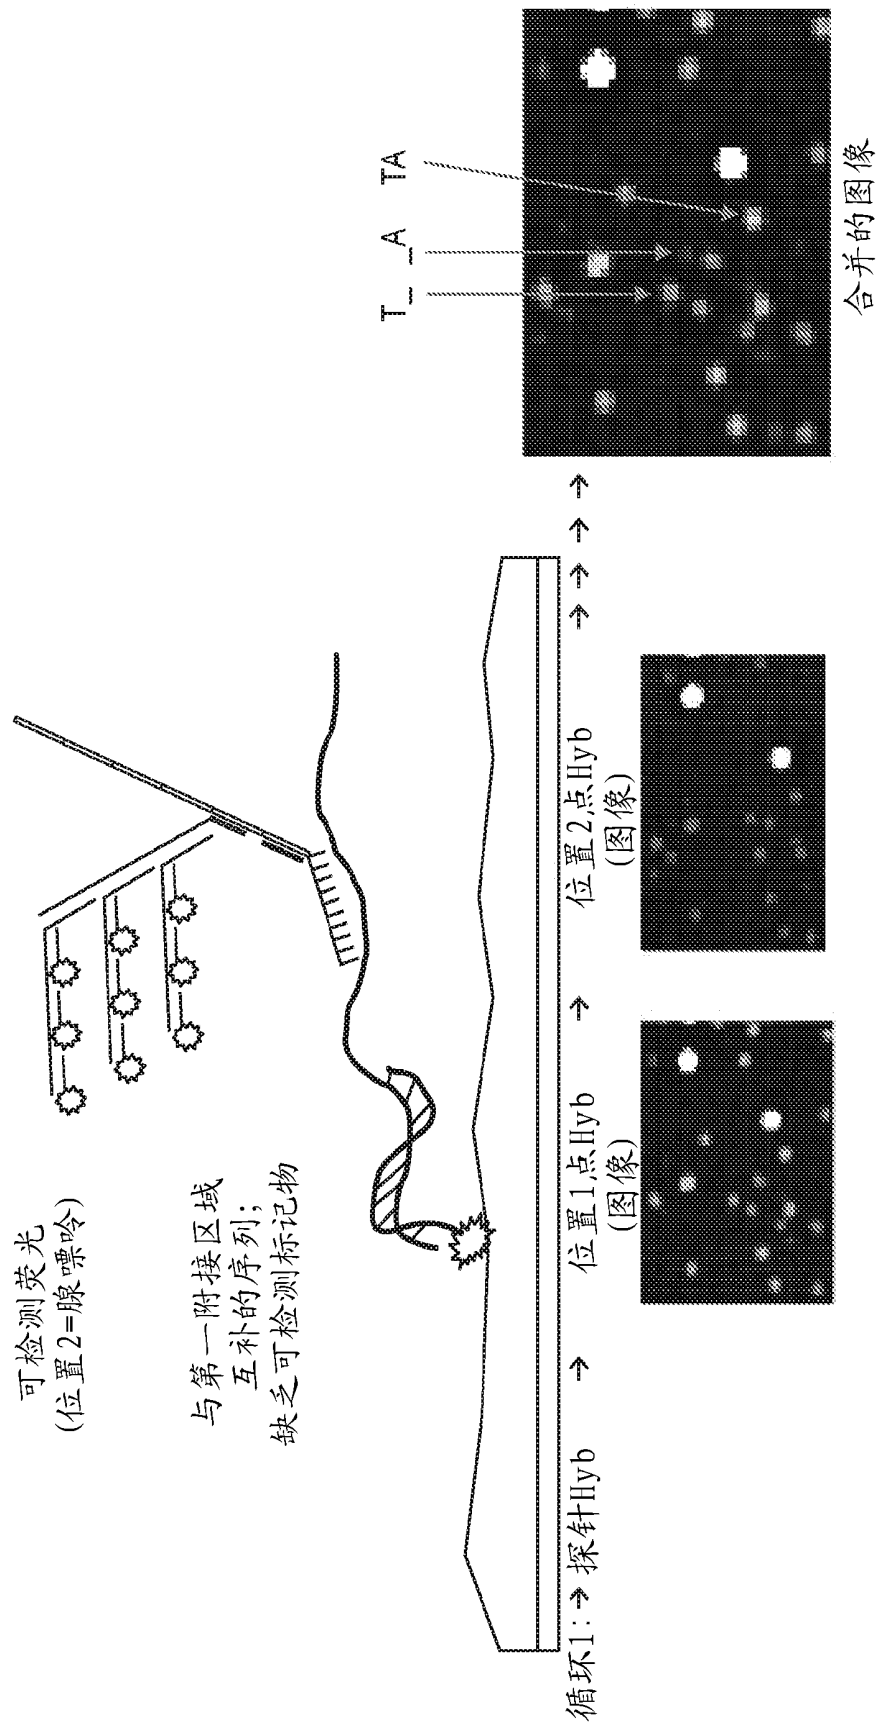 可检测荧光
(位置2=腺嘌呤)
与第一附接区域
互补的序列;
缺乏可检测标记物
T_ _A TA
循环1:→探针Hyb → 位置1点Hyb → 位置2点Hyb → → → →
(图像) (图像)
合并的图像